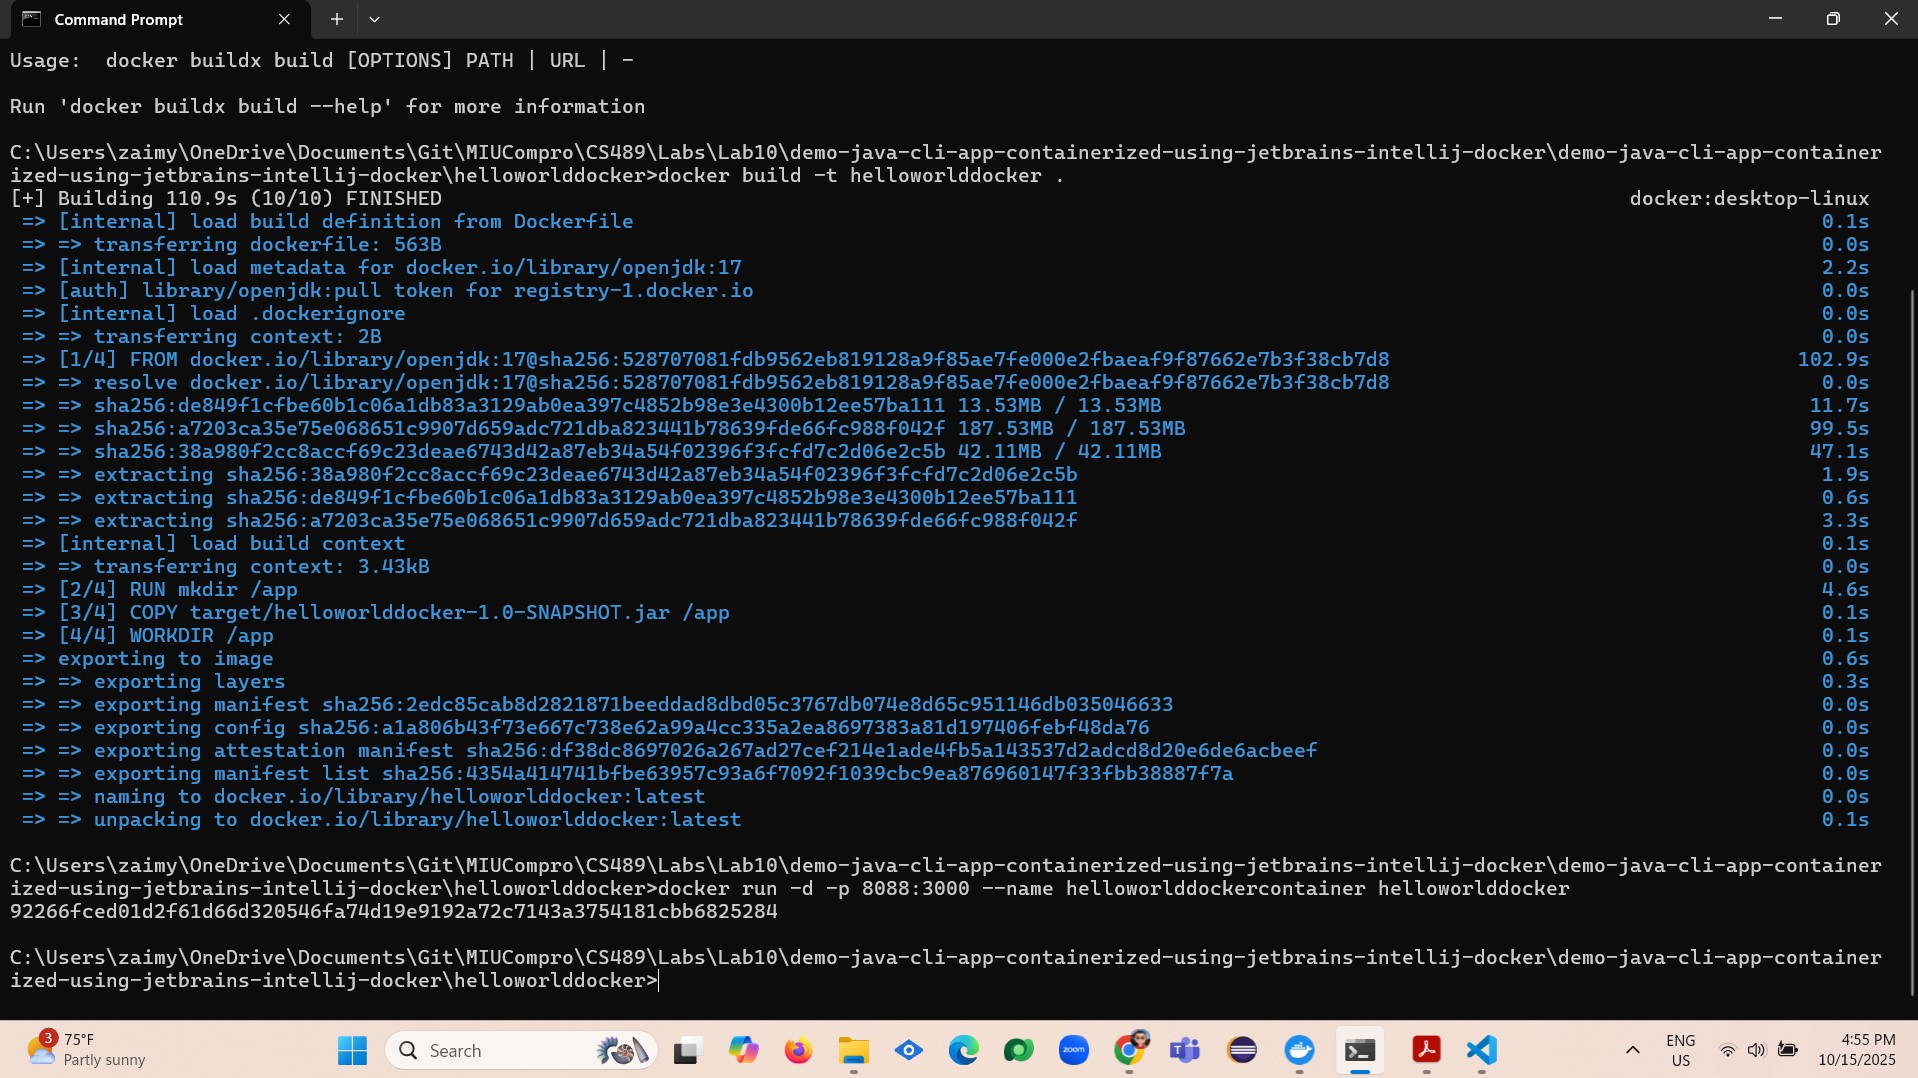 Command Prompt
Usage:  docker buildx build [OPTIONS] PATH | URL | -
Run 'docker buildx build --help' for more information
C:\Users\zaimy\OneDrive\Documents\Git\MIUCompro\CS489\Labs\Lab10\demo-java-cli-app-containerized-using-jetbrains-intellij-docker\demo-java-cli-app-container
ized-using-jetbrains-intellij-docker\helloworlddocker>docker build -t helloworlddocker .
[+] Building 110.9s (10/10) FINISHED docker:desktop-linux
=> [internal] load build definition from Dockerfile 0.1s
=> => transferring dockerfile: 563B 0.0s
=> [internal] load metadata for docker.io/library/openjdk:17 2.2s
=> [auth] library/openjdk:pull token for registry-1.docker.io 0.0s
=> [internal] load .dockerignore 0.0s
=> => transferring context: 2B 0.0s
=> [1/4] FROM docker.io/library/openjdk:17@sha256:528707081fdb9562eb819128a9f85ae7fe000e2fbaeaf9f87662e7b3f38cb7d8 102.9s
=> => resolve docker.io/library/openjdk:17@sha256:528707081fdb9562eb819128a9f85ae7fe000e2fbaeaf9f87662e7b3f38cb7d8 0.0s
=> => sha256:de849f1cfbe60b1c06a1db83a3129ab0ea397c4852b98e3e4300b12ee57ba111 13.53MB / 13.53MB 11.7s
=> => sha256:a7203ca35e75e068651c9907d659adc721dba823441b78639fde66fc988f042f 187.53MB / 187.53MB 99.5s
=> => sha256:38a980f2cc8accf69c23deae6743d42a87eb34a54f02396f3fcfd7c2d06e2c5b 42.11MB / 42.11MB 47.1s
=> => extracting sha256:38a980f2cc8accf69c23deae6743d42a87eb34a54f02396f3fcfd7c2d06e2c5b 1.9s
=> => extracting sha256:de849f1cfbe60b1c06a1db83a3129ab0ea397c4852b98e3e4300b12ee57ba111 0.6s
=> => extracting sha256:a7203ca35e75e068651c9907d659adc721dba823441b78639fde66fc988f042f 3.3s
=> [internal] load build context 0.1s
=> => transferring context: 3.43kB 0.0s
=> [2/4] RUN mkdir /app 4.6s
=> [3/4] COPY target/helloworlddocker-1.0-SNAPSHOT.jar /app 0.1s
=> [4/4] WORKDIR /app 0.1s
=> exporting to image 0.6s
=> => exporting layers 0.3s
=> => exporting manifest sha256:2edc85cab8d2821871beeddad8dbd05c3767db074e8d65c951146db035046633 0.0s
=> => exporting config sha256:a1a806b43f73e667c738e62a99a4cc335a2ea8697383a81d197406febf48da76 0.0s
=> => exporting attestation manifest sha256:df38dc8697026a267ad27cef214e1ade4fb5a143537d2adcd8d20e6de6acbeef 0.0s
=> => exporting manifest list sha256:4354a414741bfbe63957c93a6f7092f1039cbc9ea876960147f33fbb38887f7a 0.0s
=> => naming to docker.io/library/helloworlddocker:latest 0.0s
=> => unpacking to docker.io/library/helloworlddocker:latest 0.1s
C:\Users\zaimy\OneDrive\Documents\Git\MIUCompro\CS489\Labs\Lab10\demo-java-cli-app-containerized-using-jetbrains-intellij-docker\demo-java-cli-app-container
ized-using-jetbrains-intellij-docker\helloworlddocker>docker run -d -p 8088:3000 --name helloworlddockercontainer helloworlddocker
92266fced01d2f61d66d320546fa74d19e9192a72c7143a3754181cbb6825284
C:\Users\zaimy\OneDrive\Documents\Git\MIUCompro\CS489\Labs\Lab10\demo-java-cli-app-containerized-using-jetbrains-intellij-docker\demo-java-cli-app-container
ized-using-jetbrains-intellij-docker\helloworlddocker>
3
75°F
Partly sunny
Search
zoom
ENG
US
4:55 PM
10/15/2025